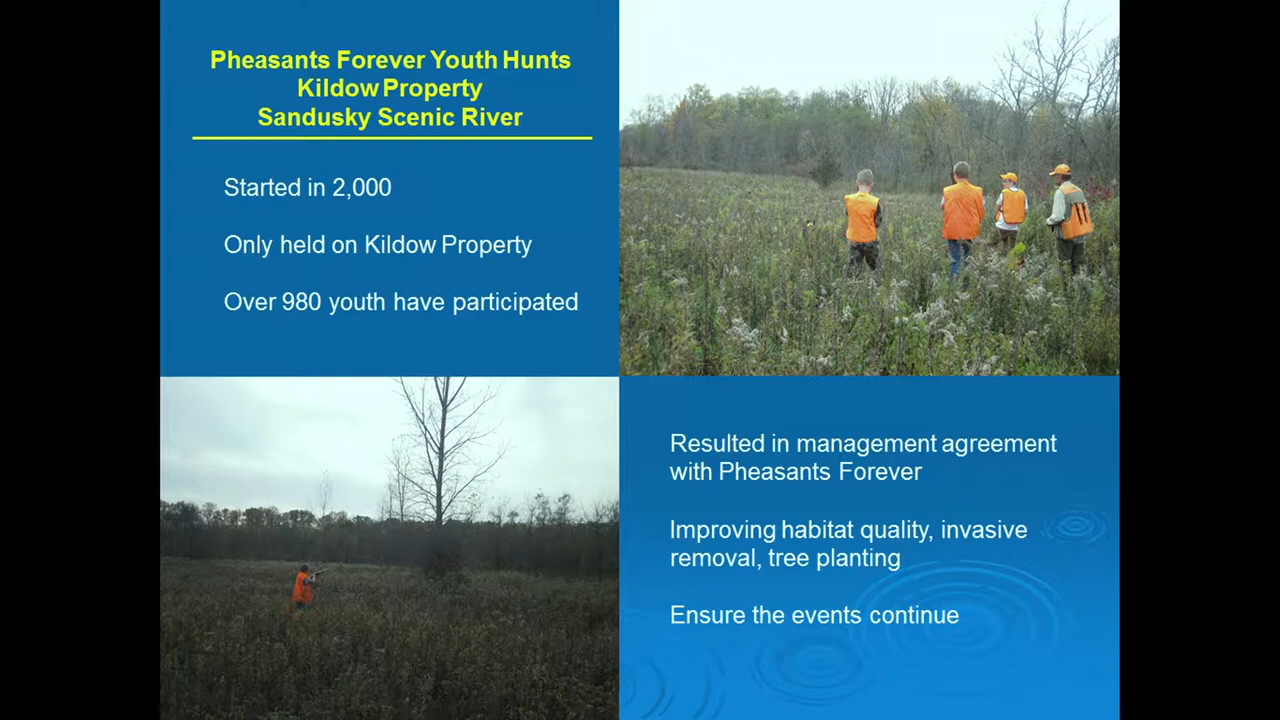 Pheasants Forever Youth Hunts
Kildow Property
Sandusky Scenic River
Started in 2,000
Only held on Kildow Property
Over 980 youth have participated
Resulted in management agreement
with Pheasants Forever
Improving habitat quality, invasive
removal, tree planting
Ensure the events continue